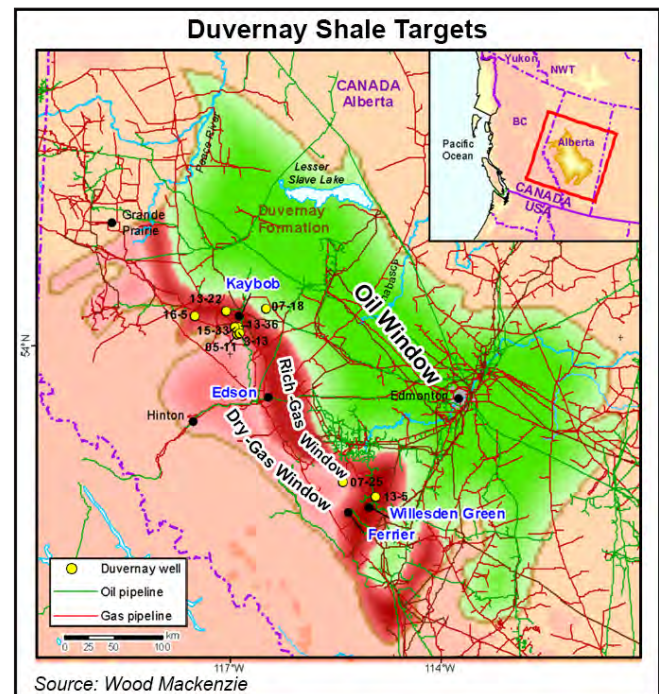 Duvernay Shale Targets
CANADA
Alberta
Peace River
Lesser
Slave Lake
Duvernay
Formation
Grande
Prairie
Kaybob
13-22
07-18
16-5
13-36
15-33
3-13
05-11
54°N
Oil Window
Edmonton
Edson
Rich-Gas Window
Hinton
Dry-Gas Window
07-25
13-5
Willesden Green
Ferrier
Yukon
NWT
BC
Alberta
Pacific
Ocean
CANADA
USA
Duvernay well
Oil pipeline
Gas pipeline
0 25 50 100
km
117°W
114°W
Source: Wood Mackenzie